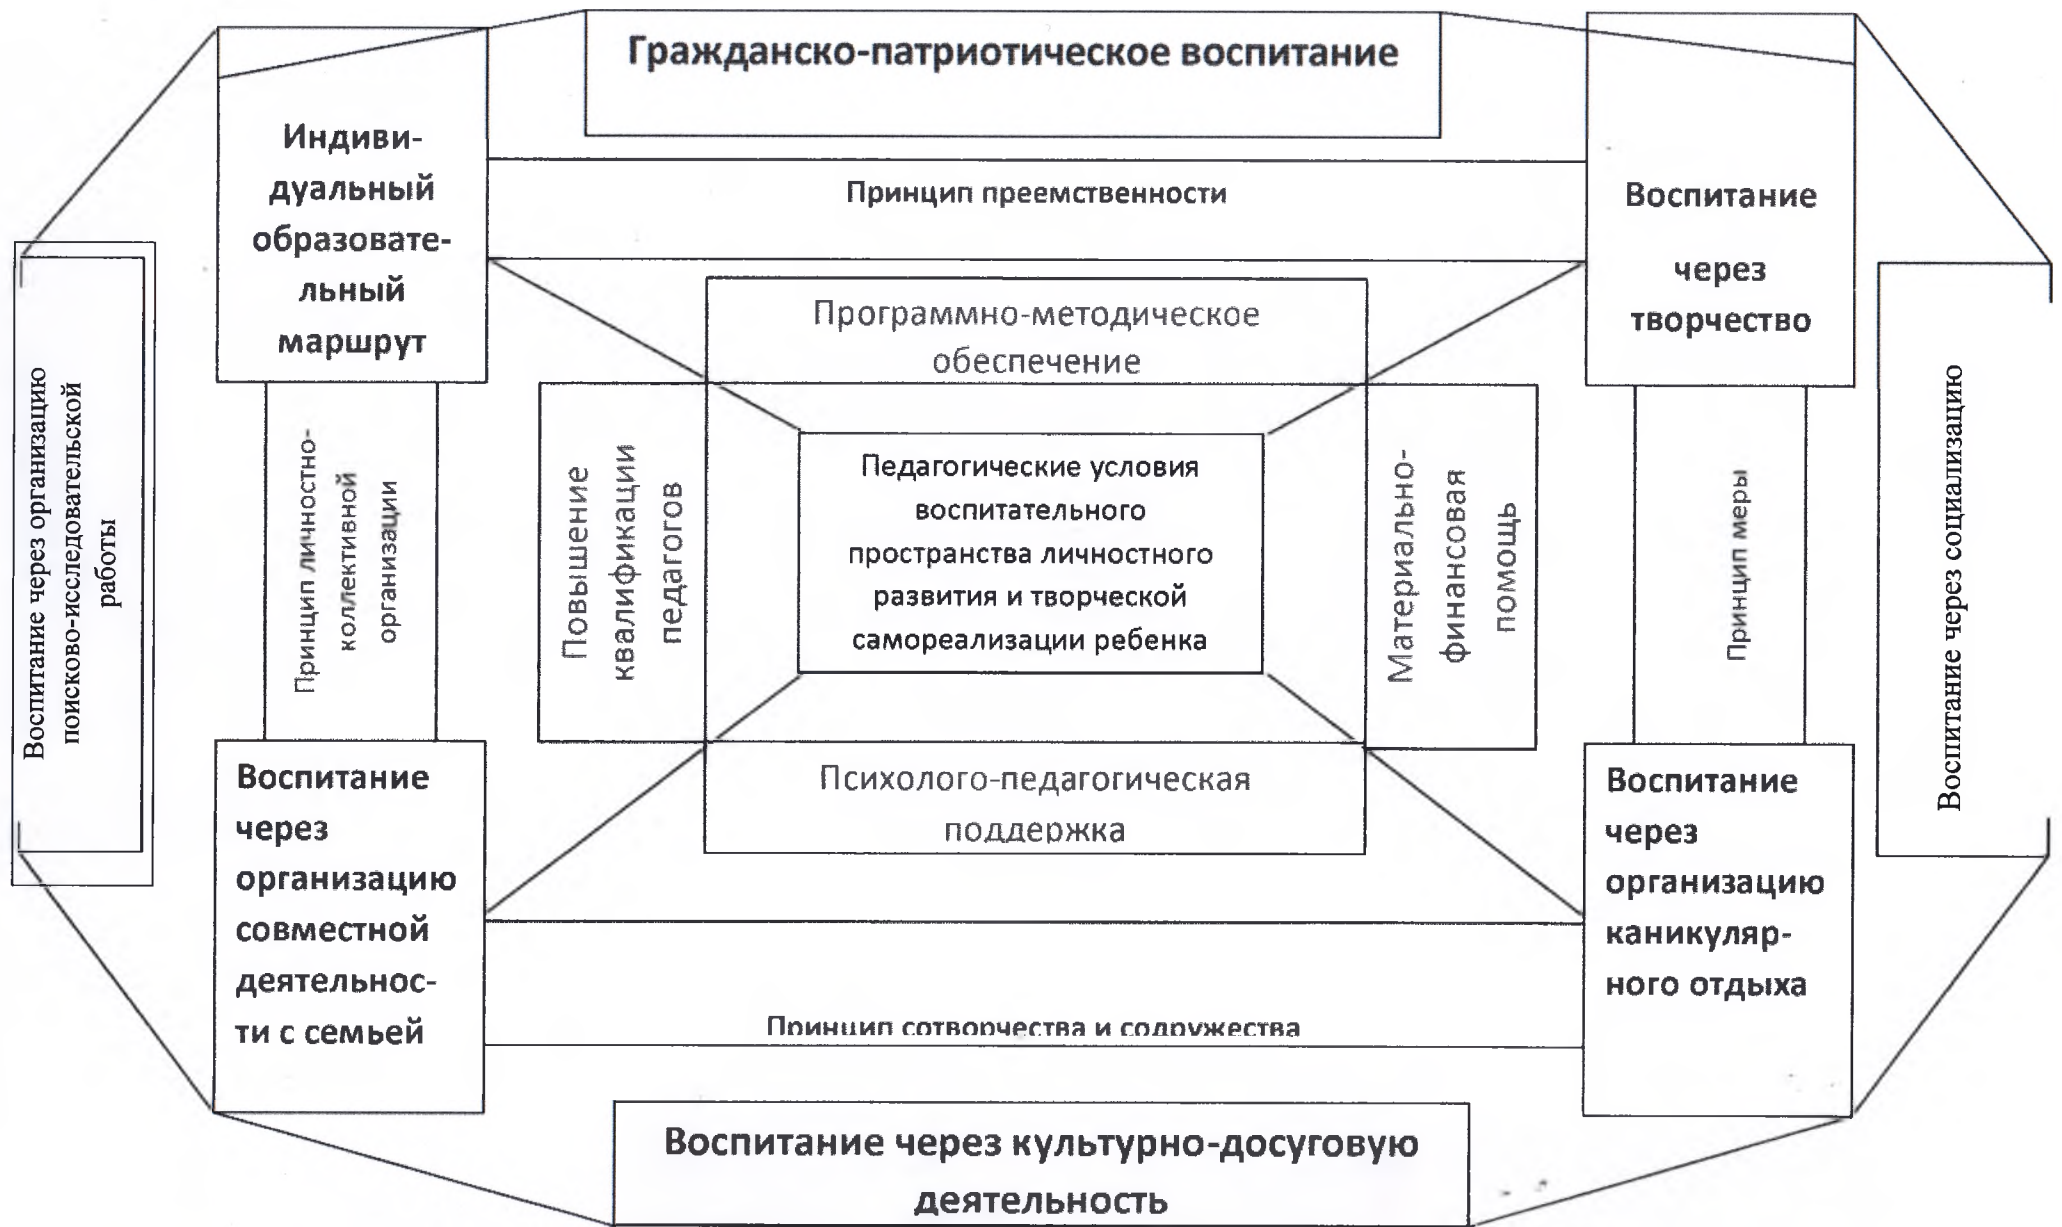 Гражданско-патриотическое воспитание
Индиви-
дуальный
образовате-
льный
маршрут
Принцип преемственности
Воспитание
через
творчество
Воспитание через организацию
поисково-исследовательской
работы
Принцип личностно-
коллективной
организации
Повышение
квалификации
педагогов
Программно-методическое
обеспечение
Педагогические условия
воспитательного
пространства личностного
развития и творческой
самореализации ребенка
Материально-
финансовая
помощь
Принцип меры
Воспитание через социализацию
Психолого-педагогическая
поддержка
Воспитание
через
организацию
совместной
деятельнос-
ти с семьей
Воспитание
через
организацию
каникуляр-
ного отдыха
Принцип сотворчества и содружества
Воспитание через культурно-досуговую
деятельность